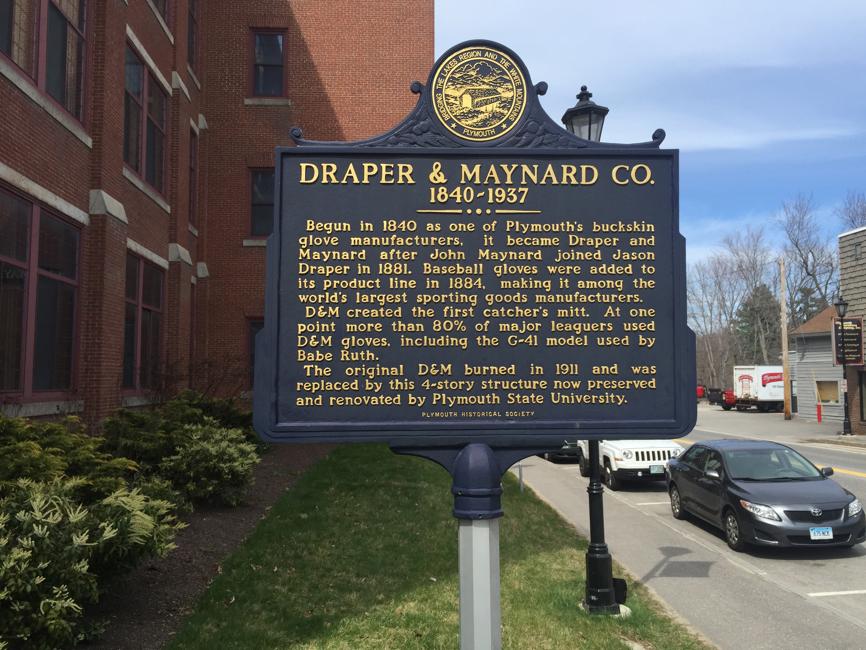 BRIDGING THE LAKES REGION AND THE WHITE MOUNTAINS
PLYMOUTH
DRAPER & MAYNARD CO.
1840-1937
Begun in 1840 as one of Plymouth's buckskin
glove manufacturers, it became Draper and
Maynard after John Maynard joined Jason
Draper in 1881. Baseball gloves were added to
its product line in 1884, making it among the
world's largest sporting goods manufacturers.
D&M created the first catcher's mitt. At one
point more than 80% of major leaguers used
D&M gloves, including the G-41 model used by
Babe Ruth.
The original D&M burned in 1911 and was
replaced by this 4-story structure now preserved
and renovated by Plymouth State University.
PLYMOUTH HISTORICAL SOCIETY